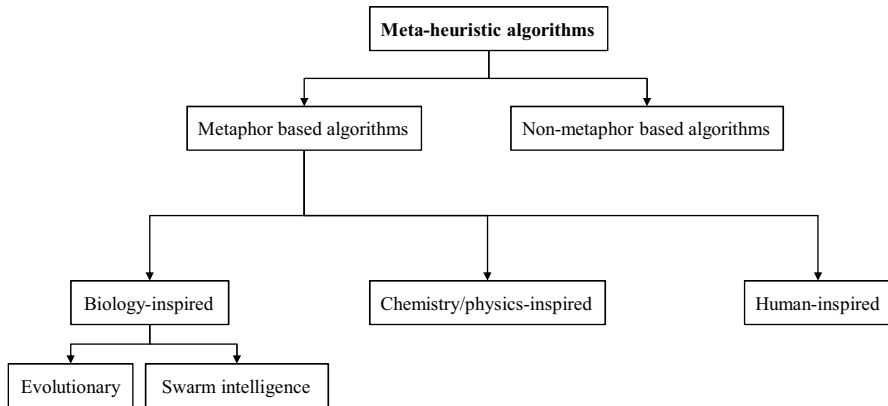 Meta-heuristic algorithms
Metaphor based algorithms
Non-metaphor based algorithms
Biology-inspired
Chemistry/physics-inspired
Human-inspired
Evolutionary
Swarm intelligence